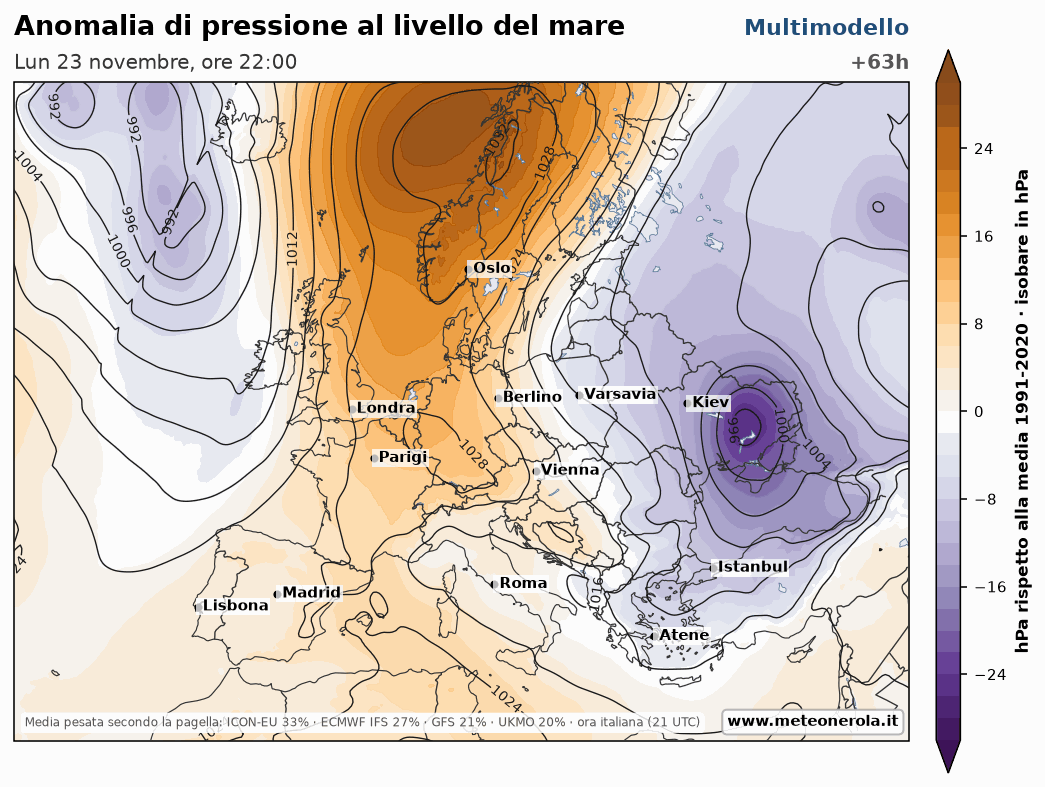 Anomalia di pressione al livello del mare
Multimodello
Lun 23 novembre, ore 22:00
+63h
992
992
1004
996
992
1000
1012
1032
1028
24
Oslo
Berlino
Varsavia
Kiev
Londra
996
1000
1004
Parigi
1028
Vienna
24
Istanbul
Roma
Madrid
1016
Lisbona
Atene
1024
Media pesata secondo la pagella: ICON-EU 33% · ECMWF IFS 27% · GFS 21% · UKMO 20% · ora italiana (21 UTC)
www.meteonerola.it
24
16
8
0
−8
−16
−24
hPa rispetto alla media 1991-2020 · isobare in hPa